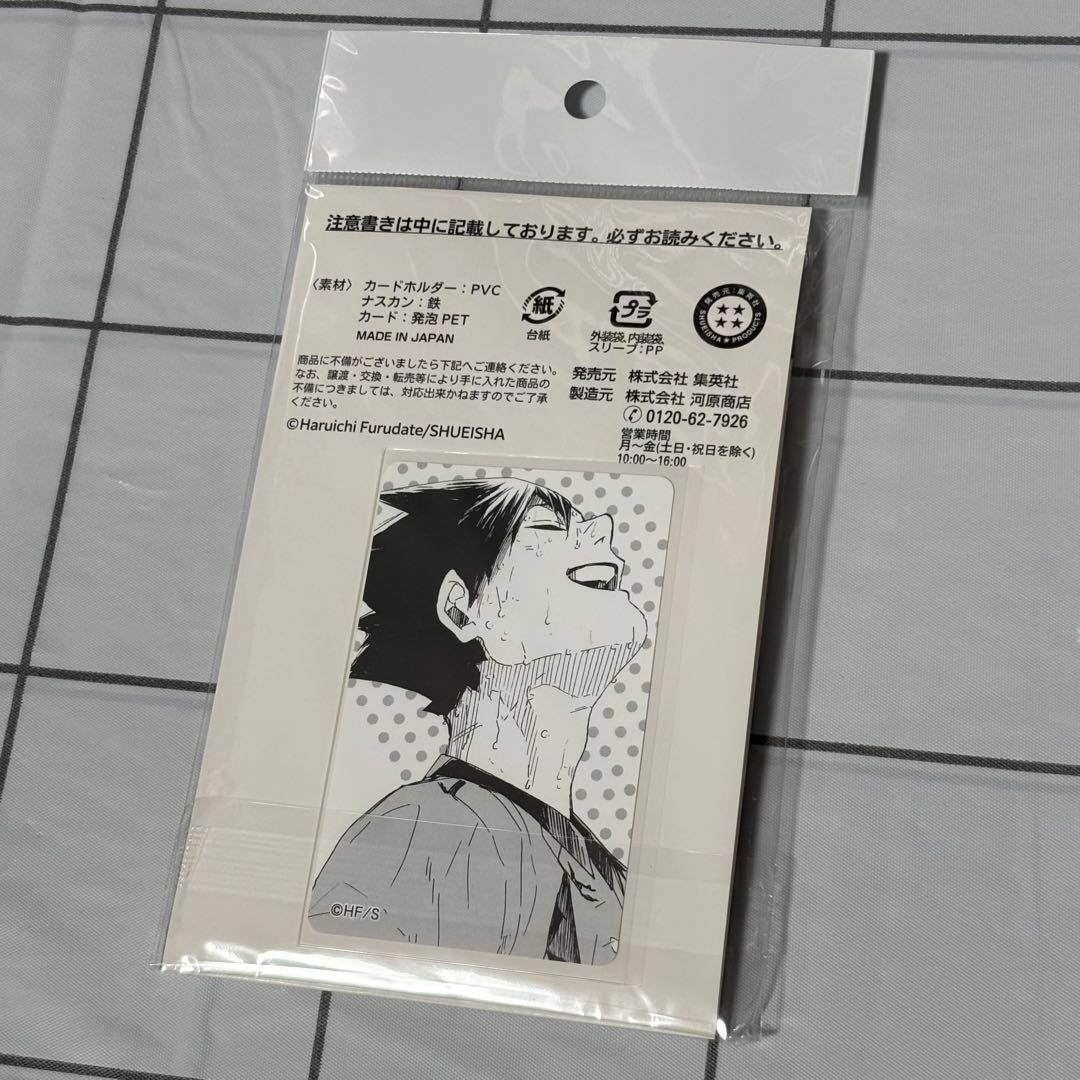 注意書きは中に記載しております。必ずお読みください。
〈素材〉 カードホルダー：PVC
ナスカン：鉄
カード：発泡 PET
MADE IN JAPAN
紙
台紙
プラ
外装袋、内装袋、
スリーブ：PP
発売元：集英社
SHUEISHA★PRODUCTS
商品に不備がございましたら下記へご連絡ください。
なお、譲渡・交換・転売等により手に入れた商品の
不備につきましては、対応出来かねますのでご了承
ください。
©Haruichi Furudate/SHUEISHA
発売元 株式会社 集英社
製造元 株式会社 河原商店
0120-62-7926
営業時間
月〜金(土日・祝日を除く)
10:00〜16:00
©HF/S